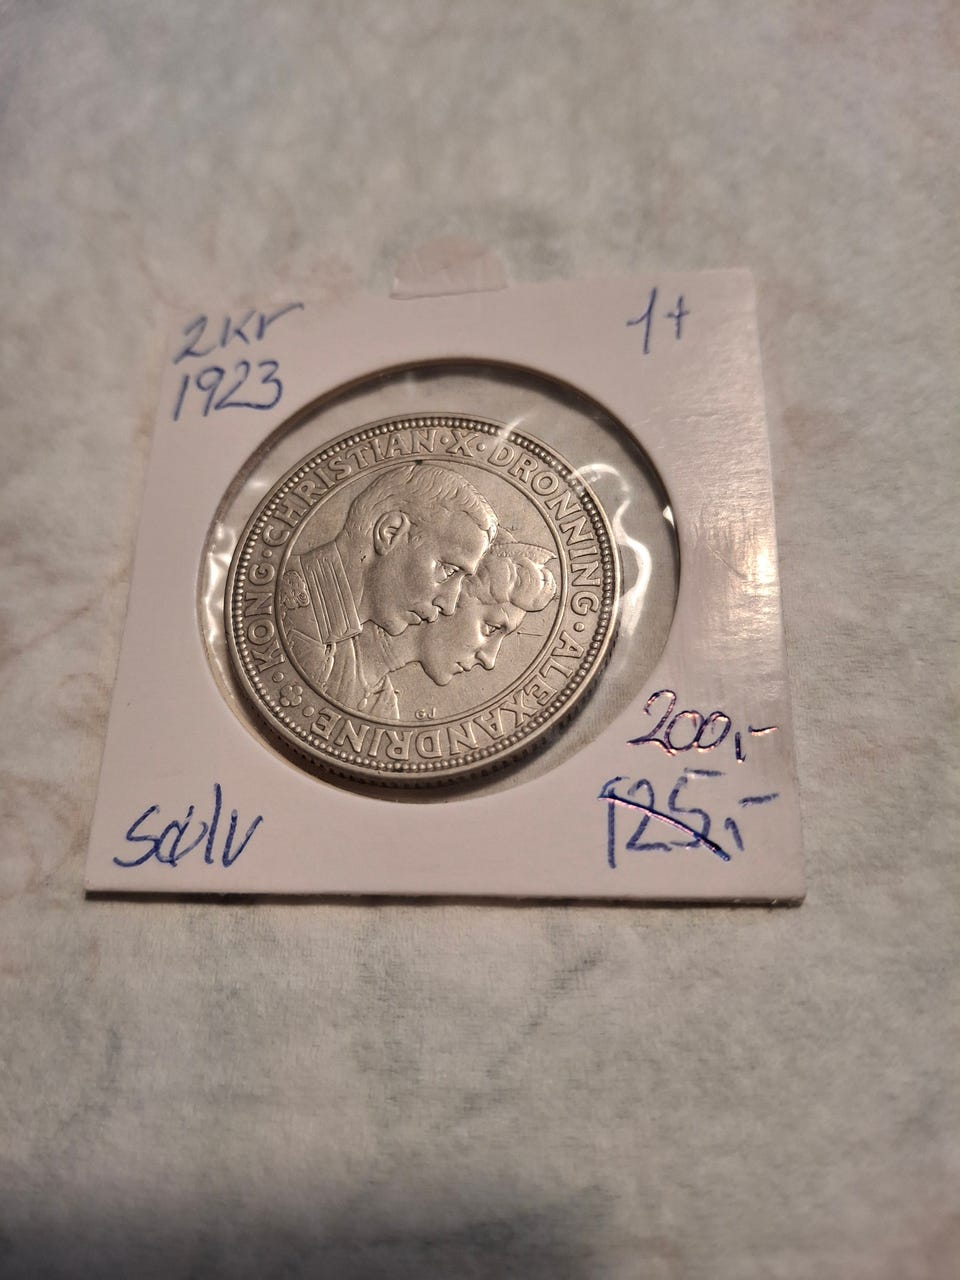 2kr
1923
1+
·KONG·CHRISTIAN·X·DRONNING·ALEXANDRINE·
GJ
sølv
200,-
125,-